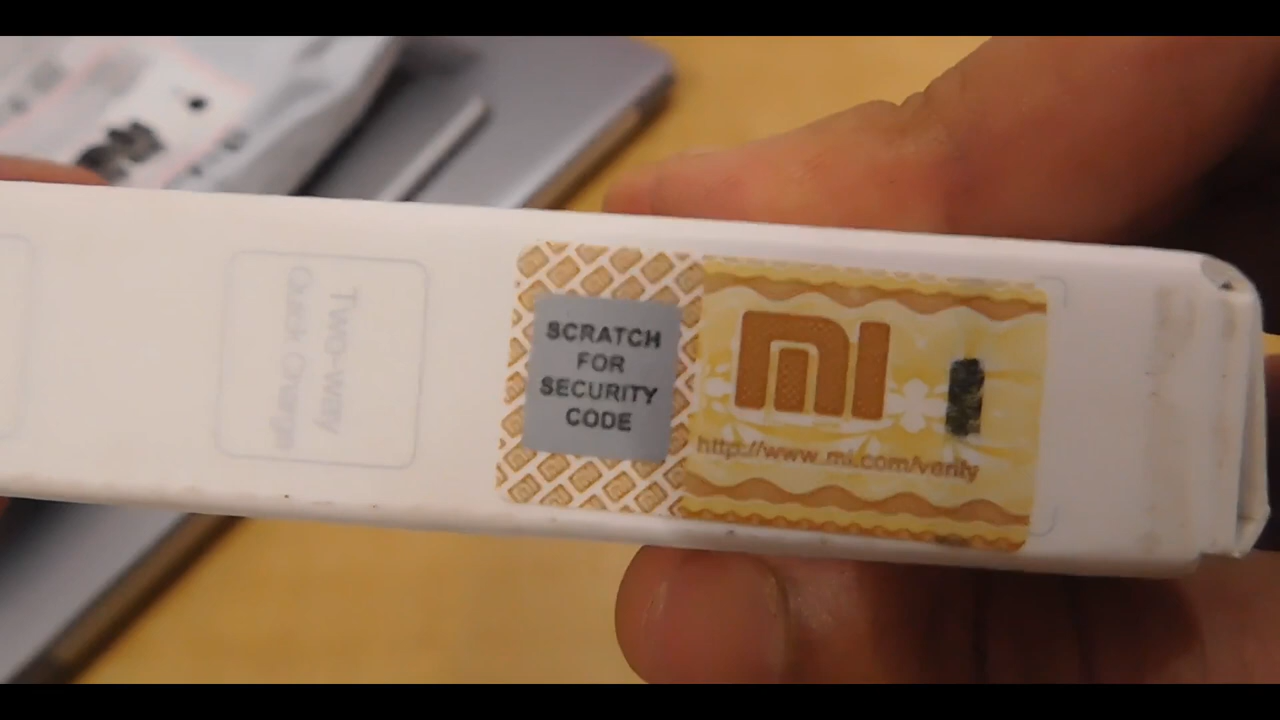 Two-way
Quick Charge
SCRATCH
FOR
SECURITY
CODE
mi
http://www.mi.com/verify